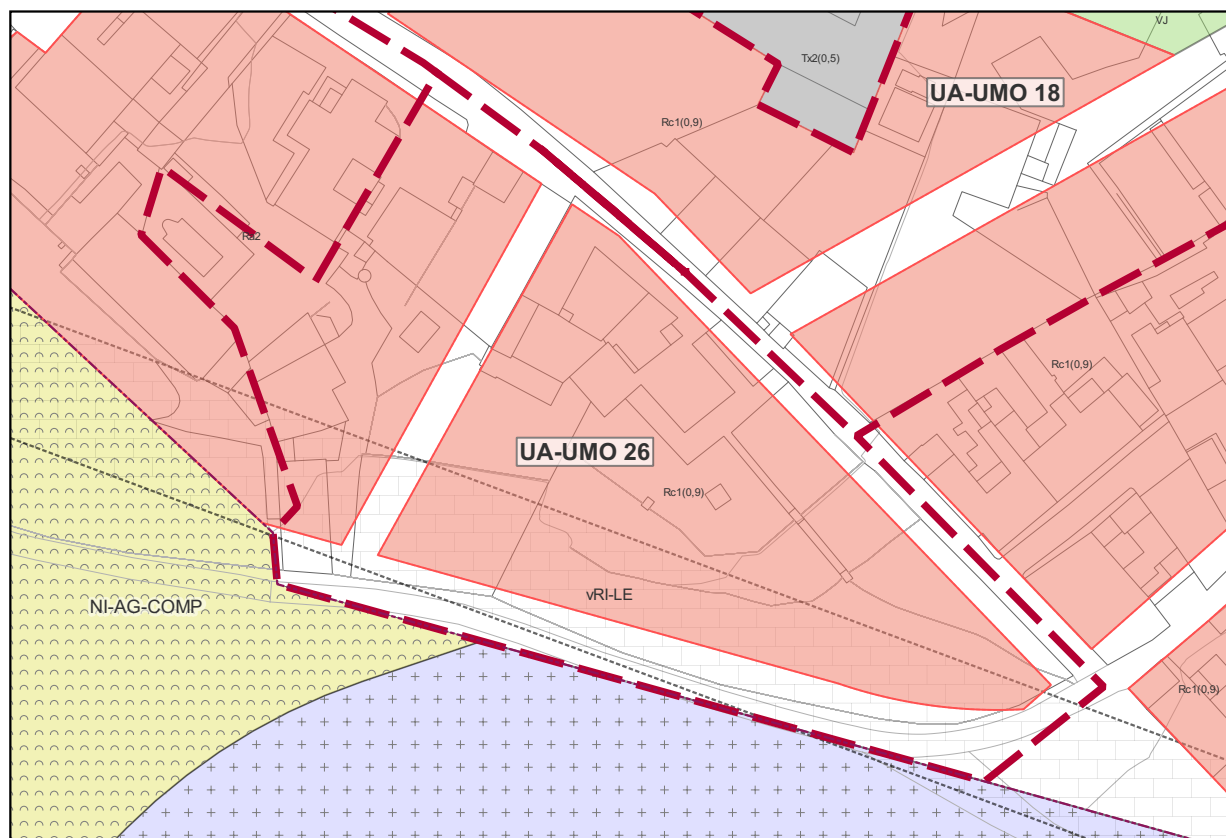 VJ
Tx2(0,5)
UA-UMO 18
Rc1(0,9)
Rc1(0,9)
UA-UMO 26
Rc1(0,9)
vRI-LE
NI-AG-COMP
Rc1(0,9)